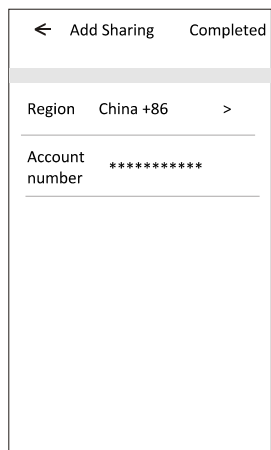 ← Add Sharing Completed
Region China +86 >
Account
number ***********